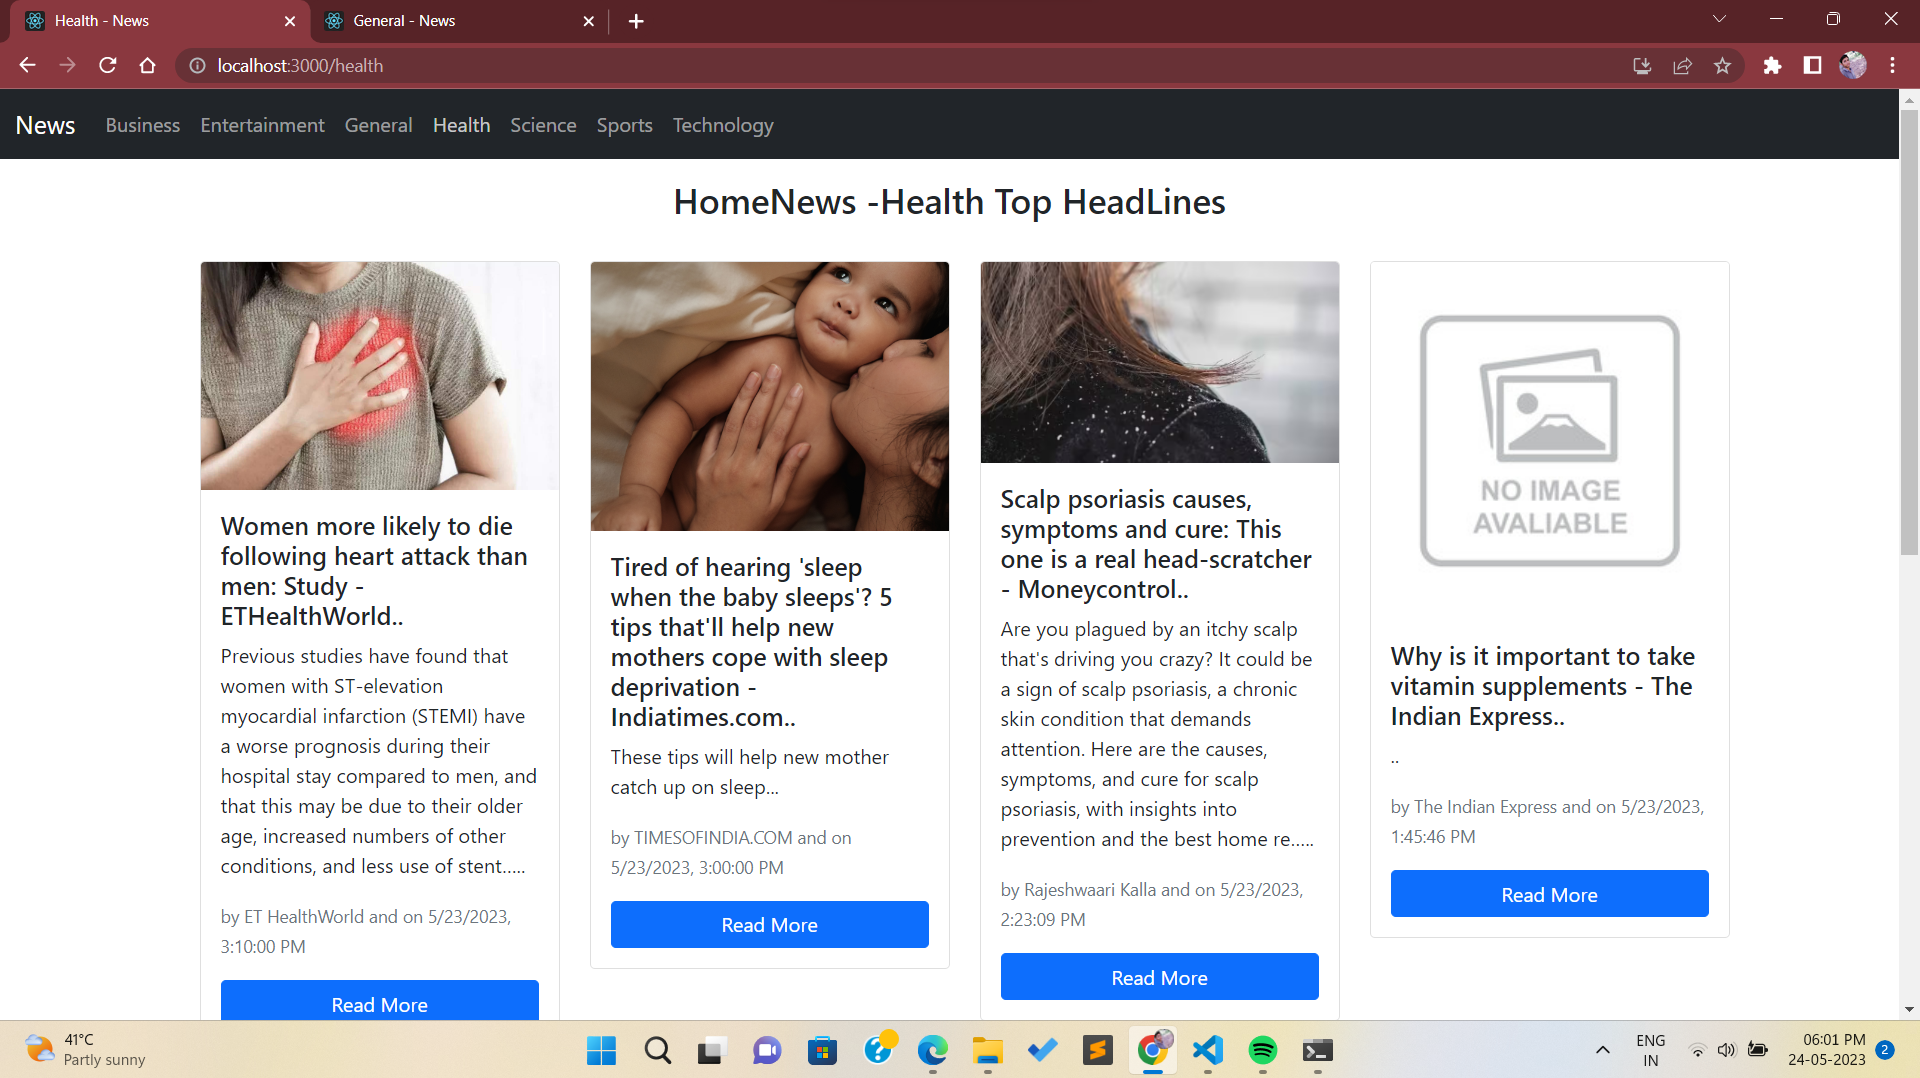 Health - News
General - News
localhost:3000/health
News Business Entertainment General Health Science Sports Technology
HomeNews -Health Top HeadLines
Women more likely to die
following heart attack than
men: Study -
ETHealthWorld..
Previous studies have found that
women with ST-elevation
myocardial infarction (STEMI) have
a worse prognosis during their
hospital stay compared to men, and
that this may be due to their older
age, increased numbers of other
conditions, and less use of stent.....
by ET HealthWorld and on 5/23/2023,
3:10:00 PM
Read More
Tired of hearing 'sleep
when the baby sleeps'? 5
tips that'll help new
mothers cope with sleep
deprivation -
Indiatimes.com..
These tips will help new mother
catch up on sleep...
by TIMESOFINDIA.COM and on
5/23/2023, 3:00:00 PM
Read More
Scalp psoriasis causes,
symptoms and cure: This
one is a real head-scratcher
- Moneycontrol..
Are you plagued by an itchy scalp
that's driving you crazy? It could be
a sign of scalp psoriasis, a chronic
skin condition that demands
attention. Here are the causes,
symptoms, and cure for scalp
psoriasis, with insights into
prevention and the best home re.....
by Rajeshwaari Kalla and on 5/23/2023,
2:23:09 PM
Read More
NO IMAGE
AVALIABLE
Why is it important to take
vitamin supplements - The
Indian Express..
..
by The Indian Express and on 5/23/2023,
1:45:46 PM
Read More
41°C
Partly sunny
ENG
IN
06:01 PM
24-05-2023
2